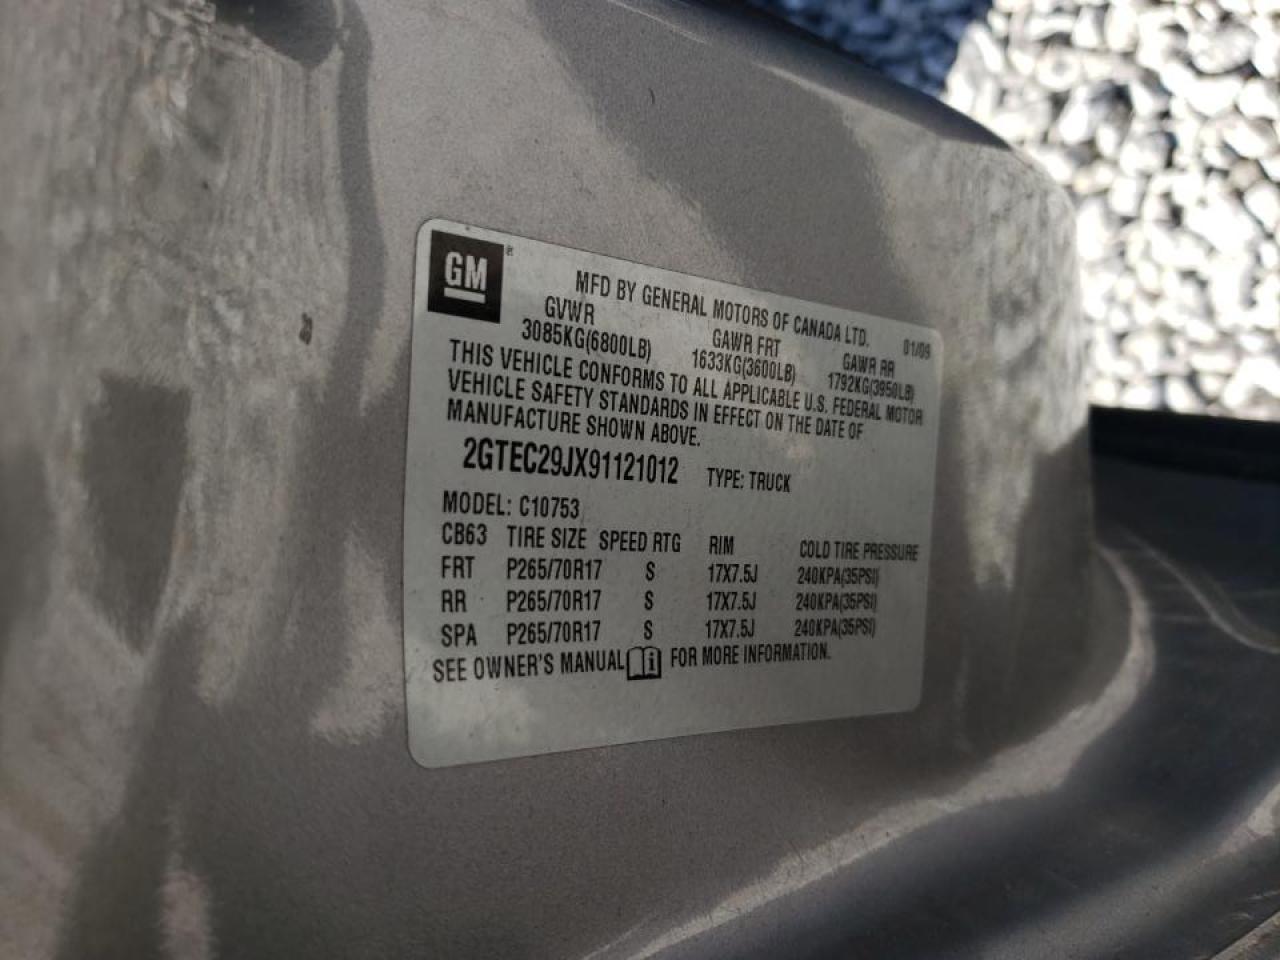 GM ®
MFD BY GENERAL MOTORS OF CANADA LTD.
01/09
GVWR GAWR FRT GAWR RR
3085KG(6800LB) 1633KG(3600LB) 1792KG(3950LB)
THIS VEHICLE CONFORMS TO ALL APPLICABLE U.S. FEDERAL MOTOR
VEHICLE SAFETY STANDARDS IN EFFECT ON THE DATE OF
MANUFACTURE SHOWN ABOVE.
2GTEC29JX91121012 TYPE: TRUCK
MODEL: C10753
CB63 TIRE SIZE SPEED RTG RIM COLD TIRE PRESSURE
FRT P265/70R17 S 17X7.5J 240KPA(35PSI)
RR P265/70R17 S 17X7.5J 240KPA(35PSI)
SPA P265/70R17 S 17X7.5J 240KPA(35PSI)
SEE OWNER'S MANUAL i FOR MORE INFORMATION.